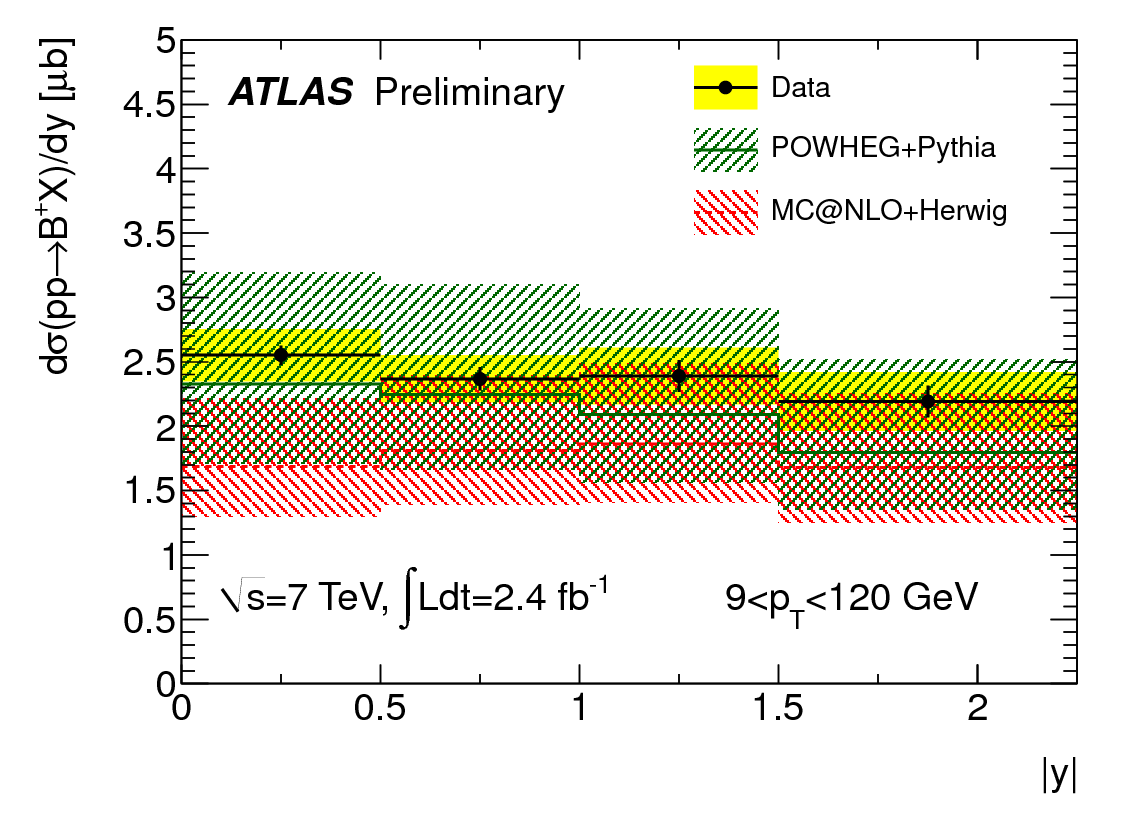 dσ(pp→B⁺X)/dy [μb]
5
4.5
4
3.5
3
2.5
2
1.5
1
0.5
0
ATLAS Preliminary
Data
POWHEG+Pythia
MC@NLO+Herwig
√s=7 TeV, ∫Ldt=2.4 fb⁻¹
9<p_T<120 GeV
0 0.5 1 1.5 2
|y|